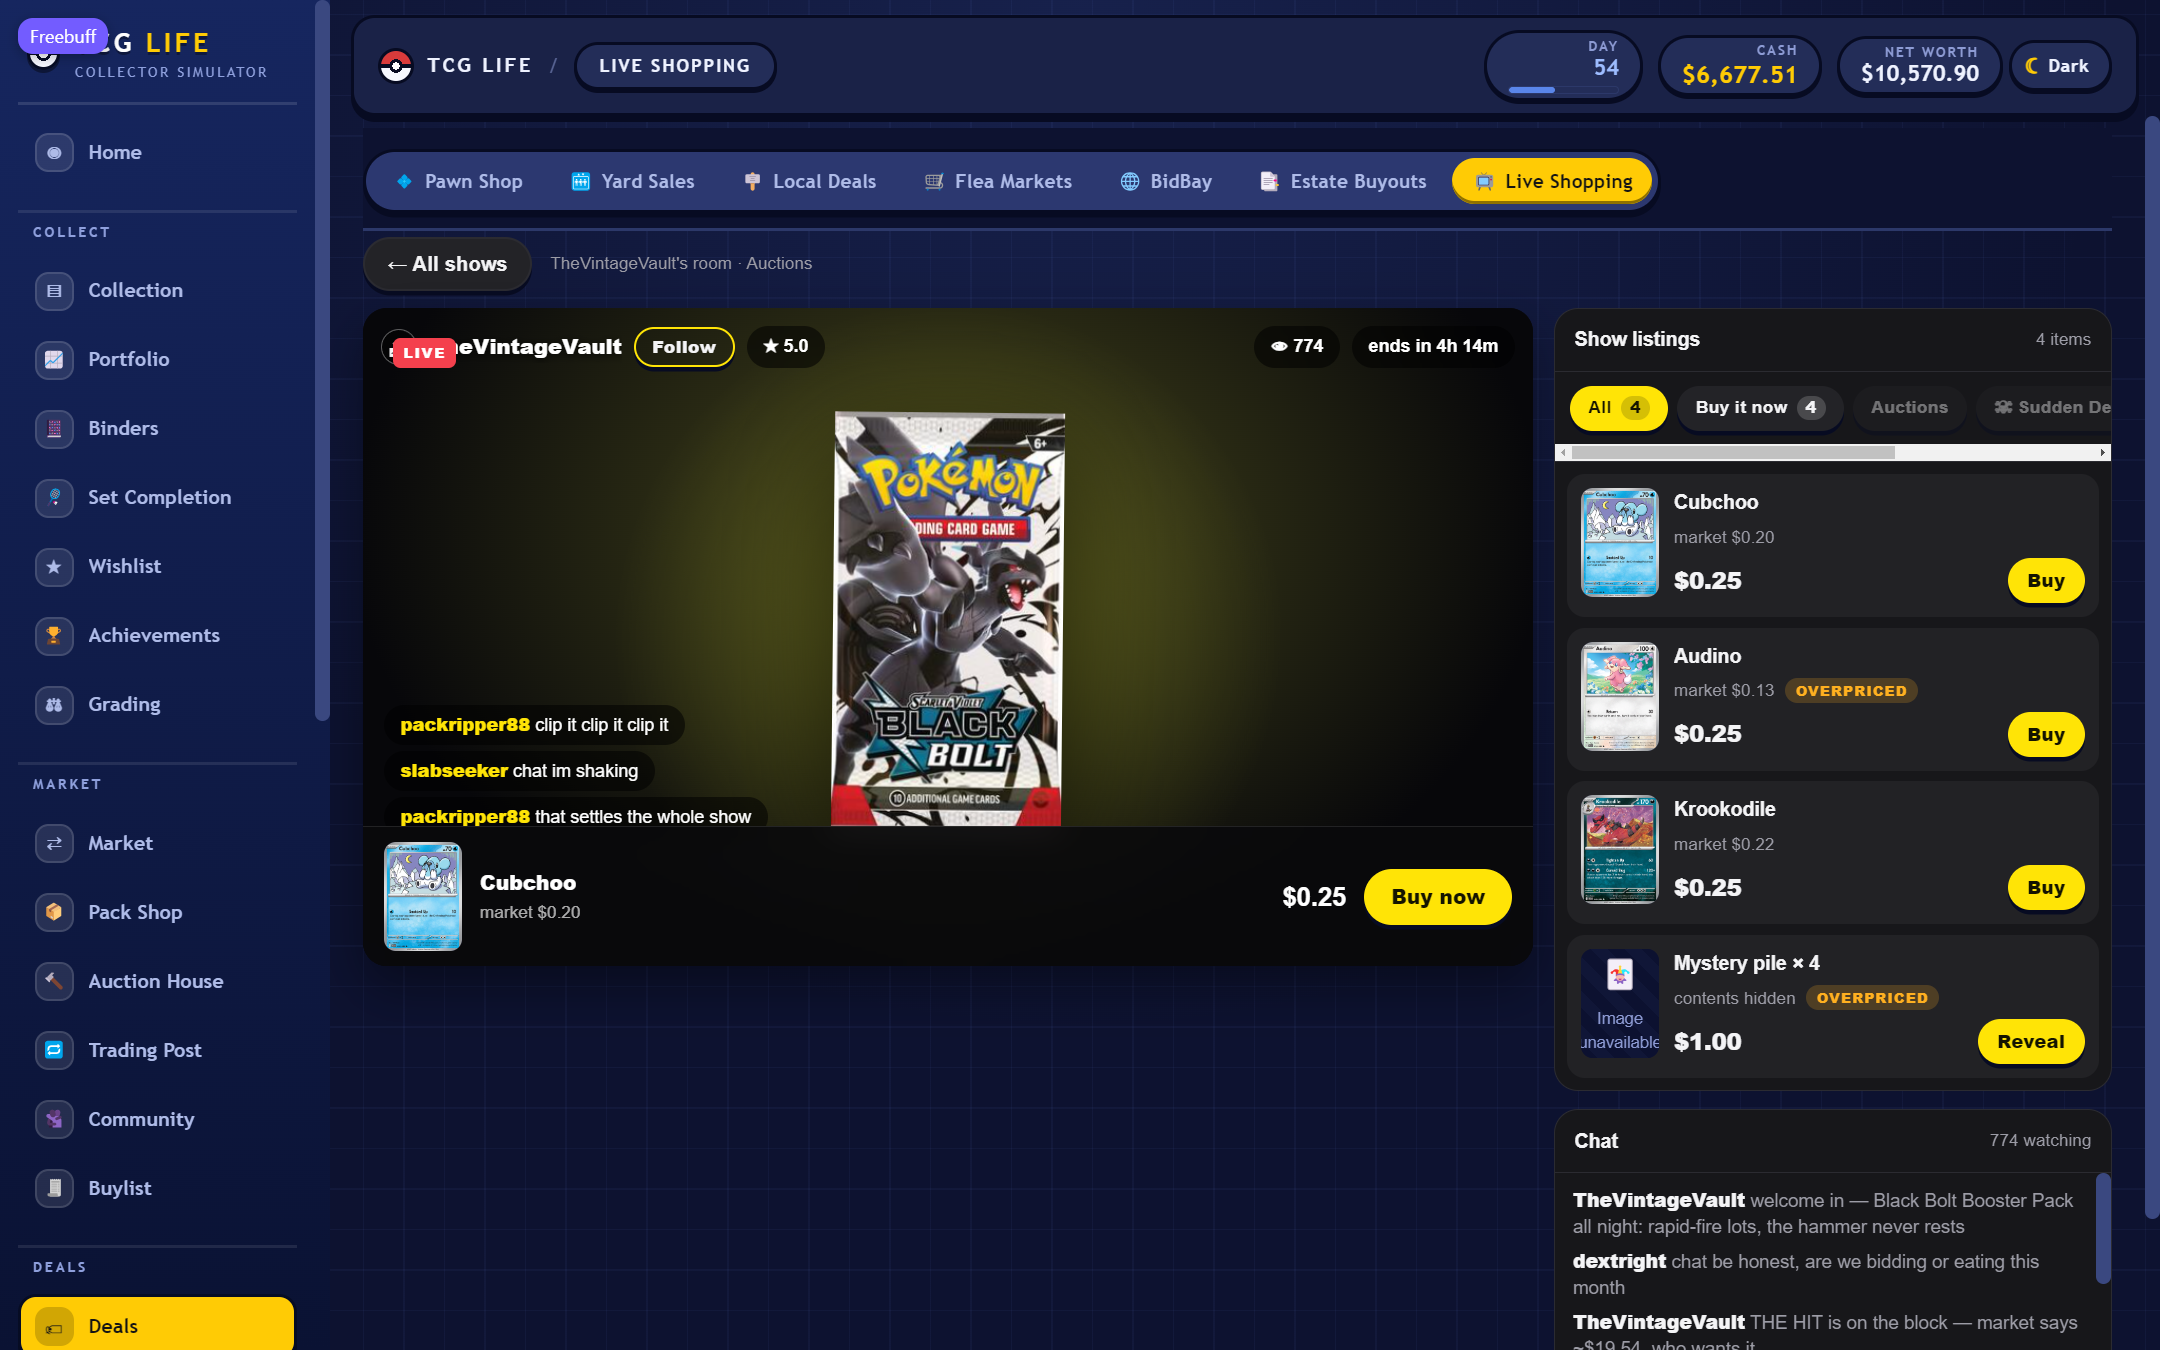 Freebuff
CG LIFE
COLLECTOR SIMULATOR
Home
COLLECT
Collection
Portfolio
Binders
Set Completion
Wishlist
Achievements
Grading
MARKET
Market
Pack Shop
Auction House
Trading Post
Community
Buylist
DEALS
Deals
TCG LIFE / LIVE SHOPPING
DAY
54
CASH
$6,677.51
NET WORTH
$10,570.90
Dark
Pawn Shop
Yard Sales
Local Deals
Flea Markets
BidBay
Estate Buyouts
Live Shopping
← All shows
TheVintageVault's room · Auctions
LIVE
eVintageVault
Follow
★ 5.0
774
ends in 4h 14m
6+
POKéMON
DING CARD GAME
SCARLET & VIOLET
BLACK
BOLT
10 ADDITIONAL GAME CARDS
packripper88 clip it clip it clip it
slabseeker chat im shaking
packripper88 that settles the whole show
Cubchoo
market $0.20
$0.25
Buy now
Show listings
4 items
All 4
Buy it now 4
Auctions
Sudden De
Cubchoo
market $0.20
$0.25
Buy
Audino
market $0.13 OVERPRICED
$0.25
Buy
Krookodile
market $0.22
$0.25
Buy
Mystery pile × 4
contents hidden OVERPRICED
Image
unavailable
$1.00
Reveal
Chat
774 watching
TheVintageVault welcome in — Black Bolt Booster Pack
all night: rapid-fire lots, the hammer never rests
dextright chat be honest, are we bidding or eating this
month
TheVintageVault THE HIT is on the block — market says
~$19.54, who wants it